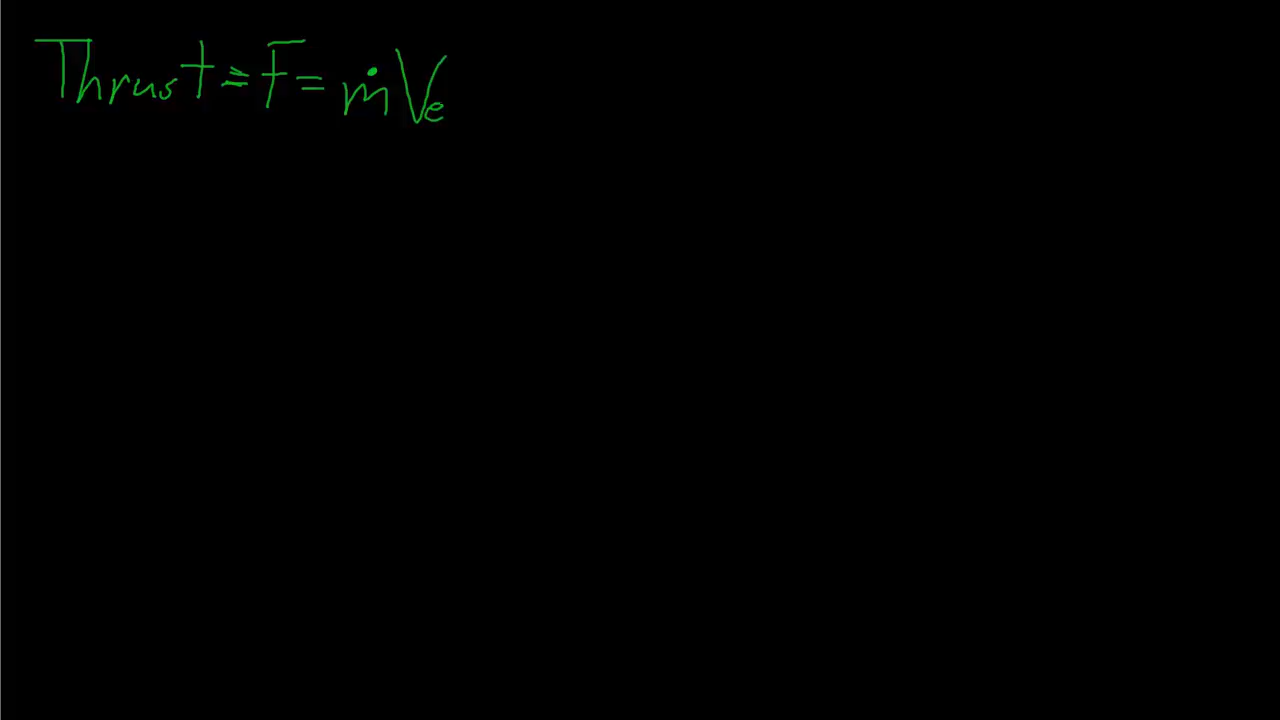 Thrust = F = ṁVe